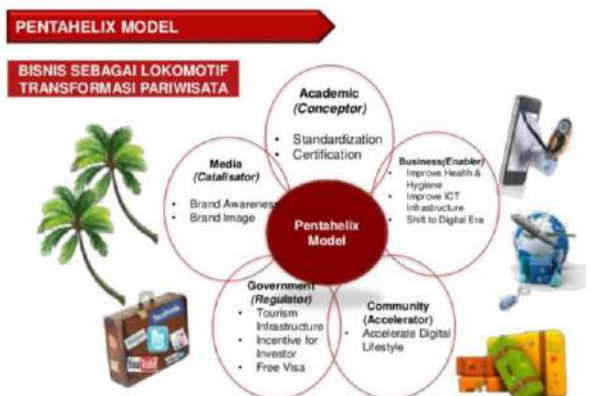 PENTAHELIX MODEL
BISNIS SEBAGAI LOKOMOTIF
TRANSFORMASI PARIWISATA
Academic
(Conceptor)
• Standardization
• Certification
Media
(Catalisator)
• Brand Awareness
• Brand Image
Business(Enabler)
• Improve Health &
Hygiene
• Improve ICT
Infrastructure
• Shift to Digital Era
Pentahelix
Model
Government
(Regulator)
• Tourism
Infrastructure
• Incentive for
Investor
• Free Visa
Community
(Accelerator)
• Accelerate Digital
Lifestyle
facebook
YouTube